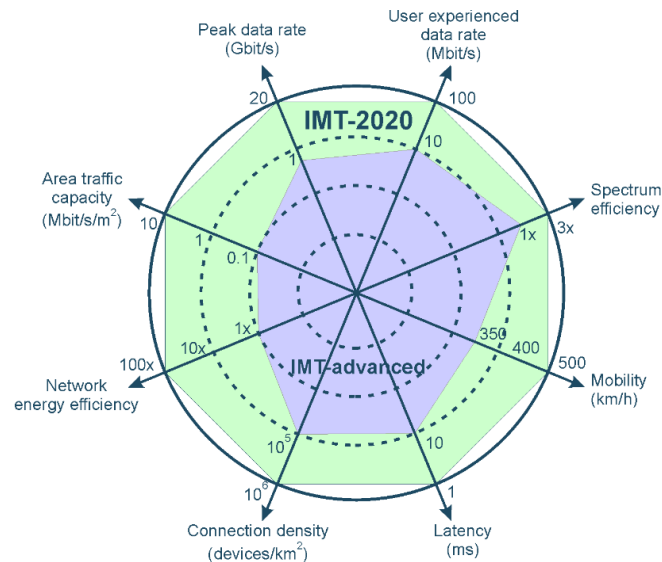 Peak data rate
(Gbit/s)
User experienced
data rate
(Mbit/s)
20
100
IMT-2020
1
10
Area traffic
capacity
(Mbit/s/m²)
Spectrum
efficiency
10
1
0.1
1x
3x
1x
10x
100x
350
400
500
Network
energy efficiency
IMT-advanced
Mobility
(km/h)
10⁵
10
10⁶
1
Connection density
(devices/km²)
Latency
(ms)